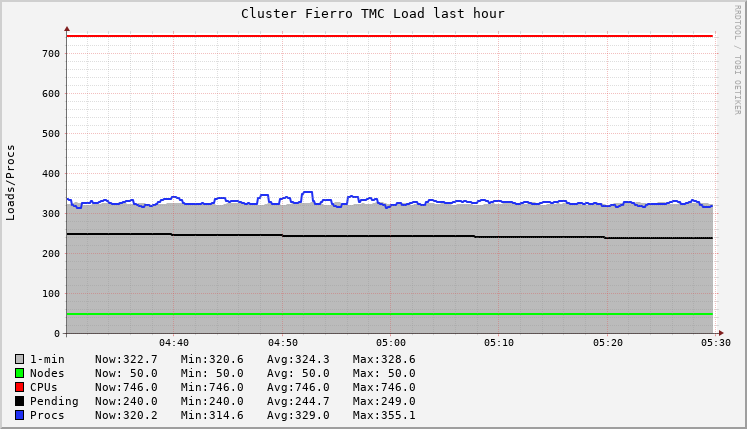 Cluster Fierro TMC Load last hour
RRDTOOL / TOBI OETIKER
Loads/Procs
700
600
500
400
300
200
100
0
04:40 04:50 05:00 05:10 05:20 05:30
1-min Now:322.7 Min:320.6 Avg:324.3 Max:328.6
Nodes Now: 50.0 Min: 50.0 Avg: 50.0 Max: 50.0
CPUs Now:746.0 Min:746.0 Avg:746.0 Max:746.0
Pending Now:240.0 Min:240.0 Avg:244.7 Max:249.0
Procs Now:320.2 Min:314.6 Avg:329.0 Max:355.1